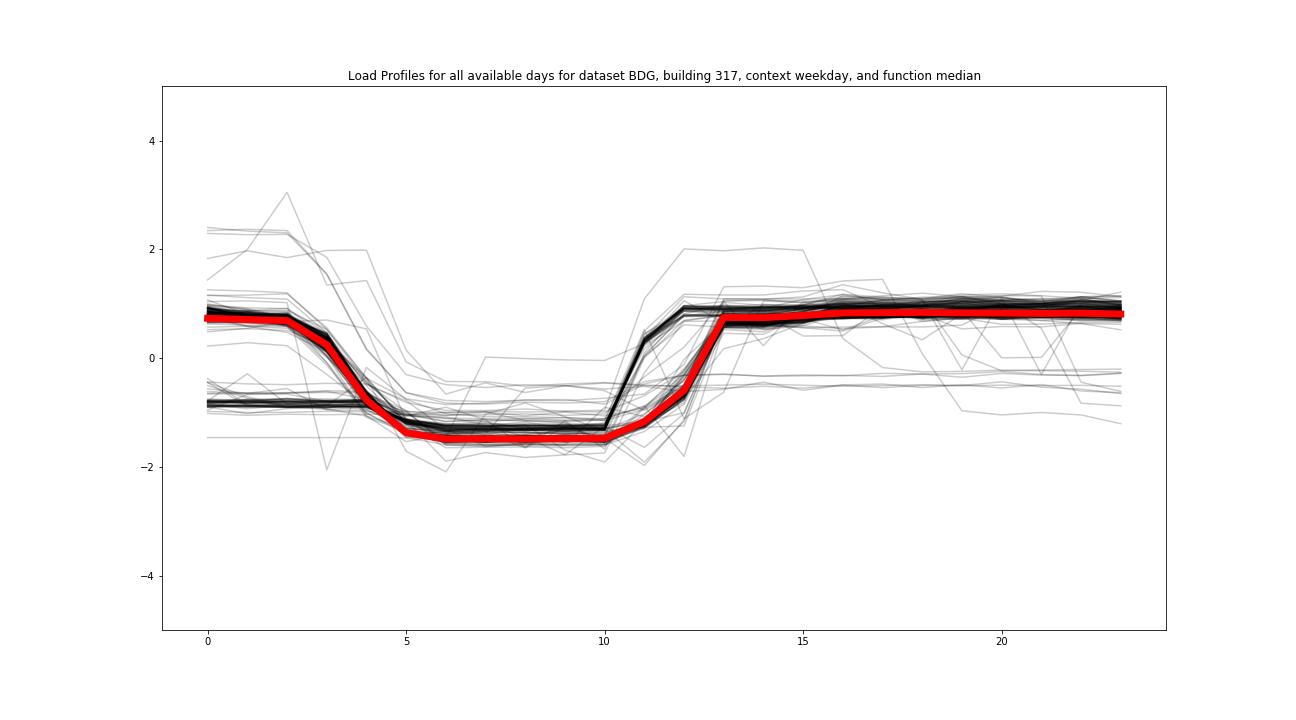 Load Profiles for all available days for dataset BDG, building 317, context weekday, and function median
4
2
0
−2
−4
0 5 10 15 20